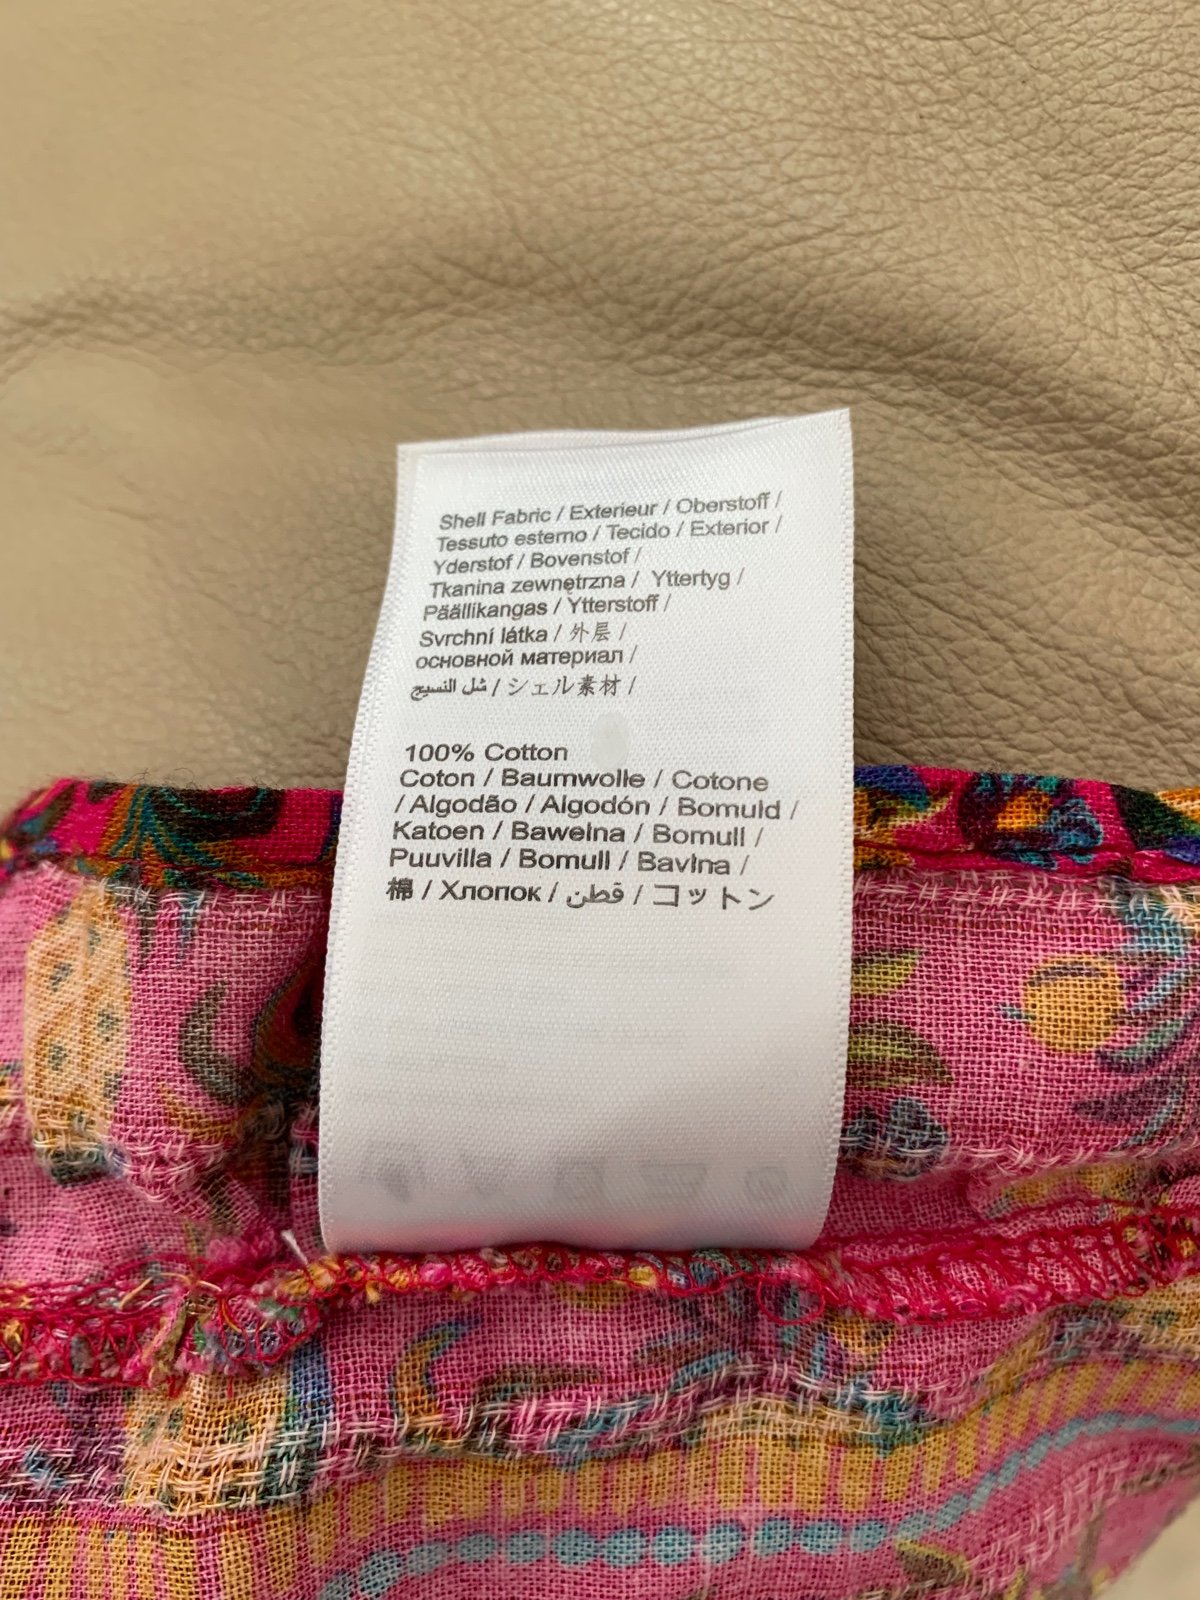 Shell Fabric / Exterieur / Oberstoff /
Tessuto esterno / Tecido / Exterior /
Yderstof / Bovenstof /
Tkanina zewnętrzna / Yttertyg /
Päällikangas / Ytterstoff /
Svrchní látka / 外层 /
основной материал /
شل النسيج / シェル素材 /
100% Cotton
Coton / Baumwolle / Cotone
/ Algodão / Algodón / Bomuld /
Katoen / Bawełna / Bomull /
Puuvilla / Bomull / Bavlna /
棉 / Хлопок / قطن / コットン